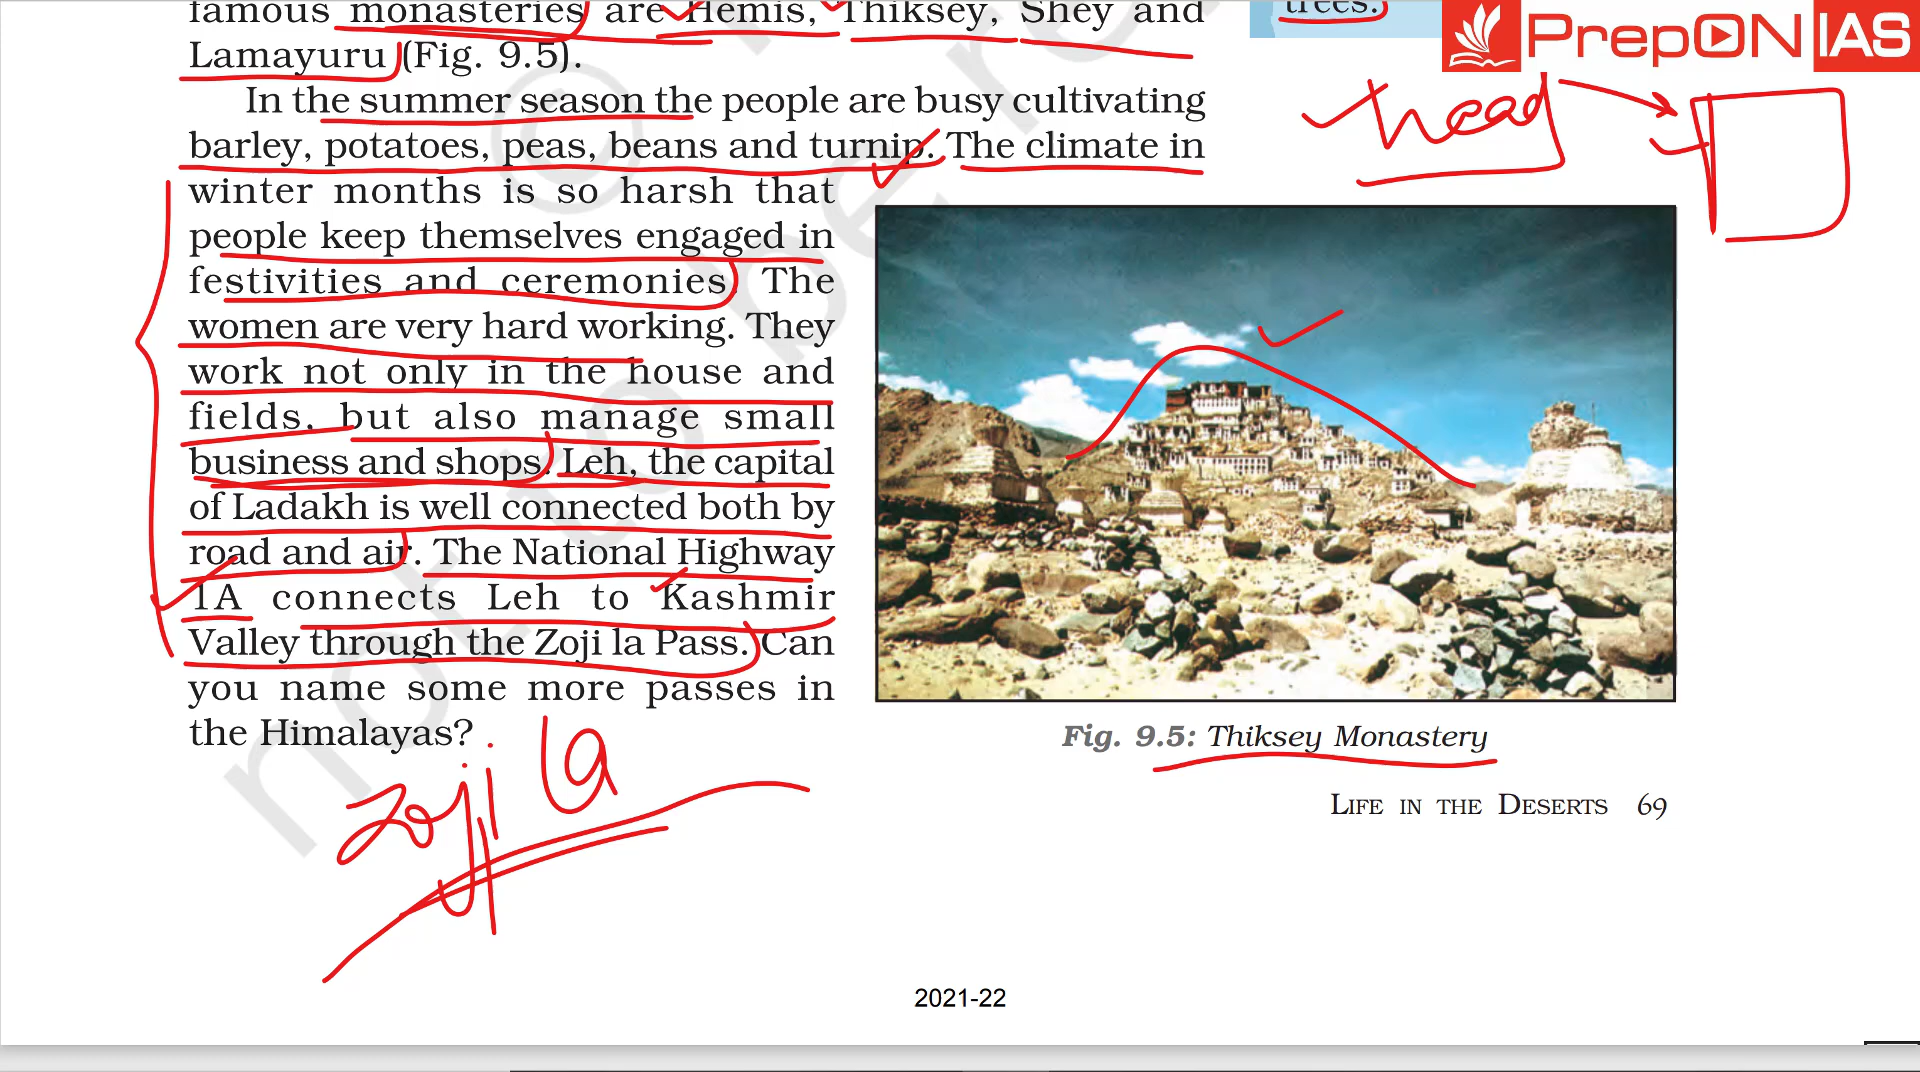 famous monasteries are Hemis, Thiksey, Shey and
Lamayuru (Fig. 9.5).
In the summer season the people are busy cultivating
barley, potatoes, peas, beans and turnip. The climate in
winter months is so harsh that
people keep themselves engaged in
festivities and ceremonies. The
women are very hard working. They
work not only in the house and
fields, but also manage small
business and shops. Leh, the capital
of Ladakh is well connected both by
road and air. The National Highway
1A connects Leh to Kashmir
Valley through the Zoji la Pass. Can
you name some more passes in
the Himalayas?
zoji la
trees.
PrepON IAS
head
Fig. 9.5: Thiksey Monastery
LIFE IN THE DESERTS 69
2021-22